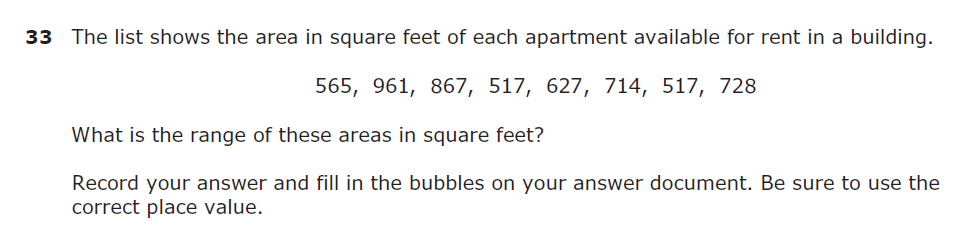 33 The list shows the area in square feet of each apartment available for rent in a building.
565, 961, 867, 517, 627, 714, 517, 728
What is the range of these areas in square feet?
Record your answer and fill in the bubbles on your answer document. Be sure to use the
correct place value.